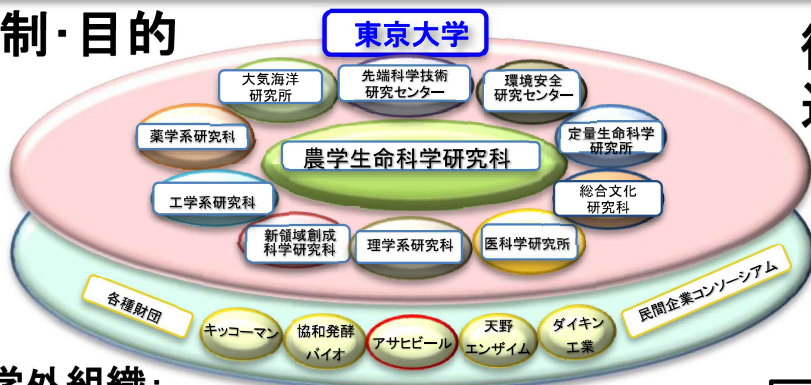 制・目的
東京大学
大気海洋
研究所
先端科学技術
研究センター
環境安全
研究センター
薬学系研究科
定量生命科学
研究所
農学生命科学研究科
工学系研究科
総合文化
研究科
新領域創成
科学研究科
理学系研究科
医科学研究所
各種財団
キッコーマン
協和発酵
バイオ
アサヒビール
天野
エンザイム
ダイキン
工業
民間企業コンソーシアム
学外組織: